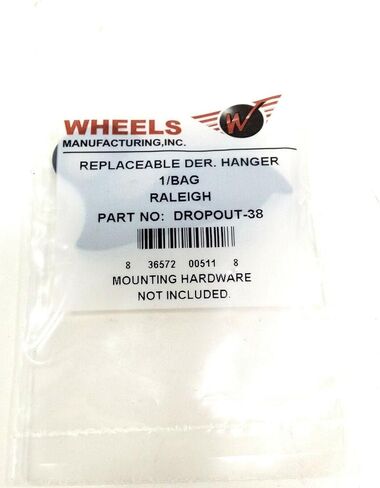 WHEELS
MANUFACTURING, INC.
W
REPLACEABLE DER. HANGER
1/BAG
RALEIGH
PART NO: DROPOUT-38
8 36572 00511 8
MOUNTING HARDWARE
NOT INCLUDED.